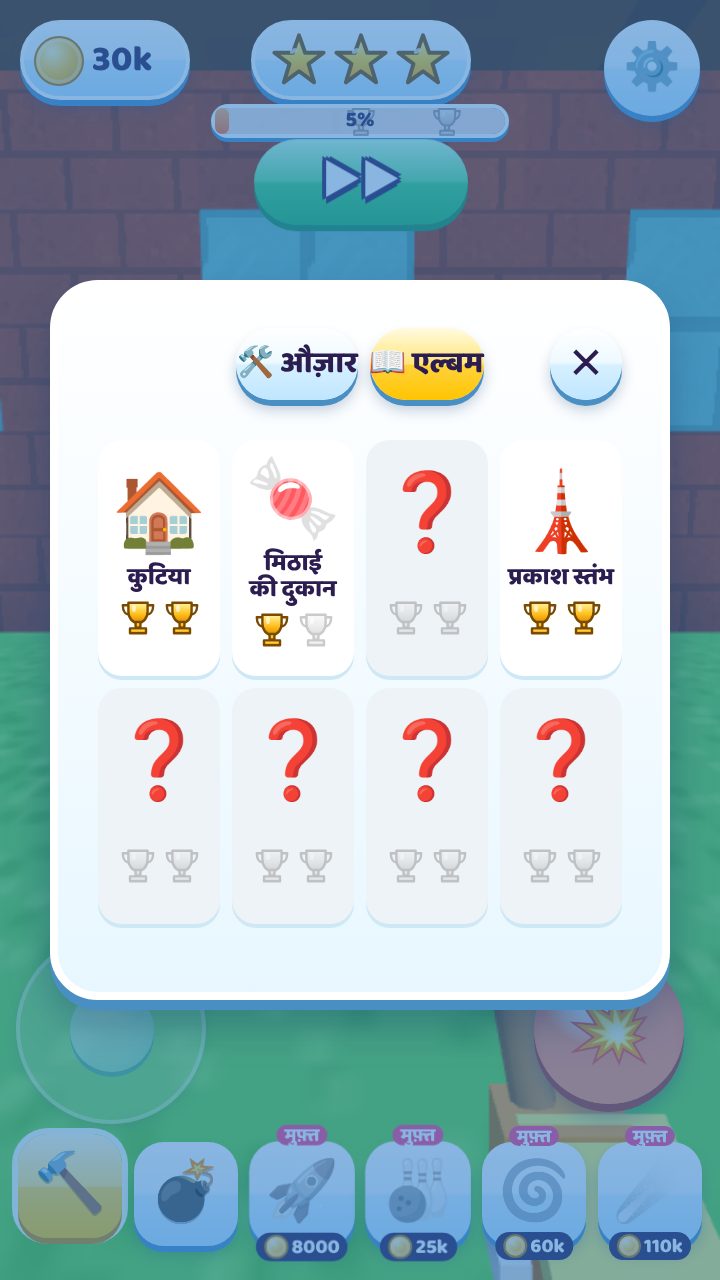 30k
5%
औज़ार
एल्बम
कुटिया
मिठाई
की दुकान
प्रकाश स्तंभ
मुफ़्त
मुफ़्त
मुफ़्त
मुफ़्त
8000
25k
60k
110k